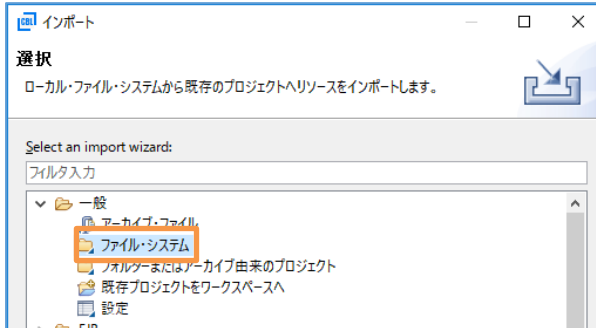 CBL インポート
選択
ローカル・ファイル・システムから既存のプロジェクトへリソースをインポートします。
Select an import wizard:
フィルタ入力
一般
アーカイブ・ファイル
ファイル・システム
フォルダーまたはアーカイブ由来のプロジェクト
既存プロジェクトをワークスペースへ
設定
EJB